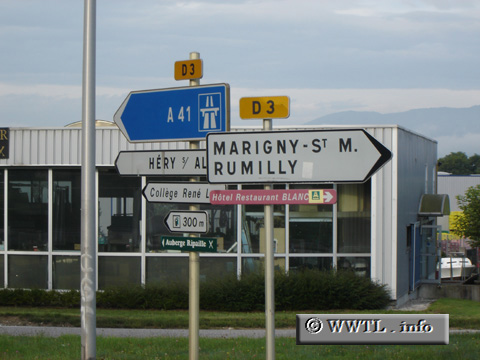 D 3
D 3
A 41
MARIGNY-ST M.
RUMILLY
HÉRY s/ AL
Collège René L
Hôtel Restaurant BLANC
300 m
Auberge Ripaille
© WWTL . info